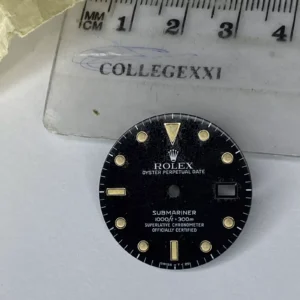 MM
CM
1 2 3 4
COLLEGEXXI
ROLEX
OYSTER PERPETUAL DATE
SUBMARINER
1000ft = 300m
SUPERLATIVE CHRONOMETER
OFFICIALLY CERTIFIED